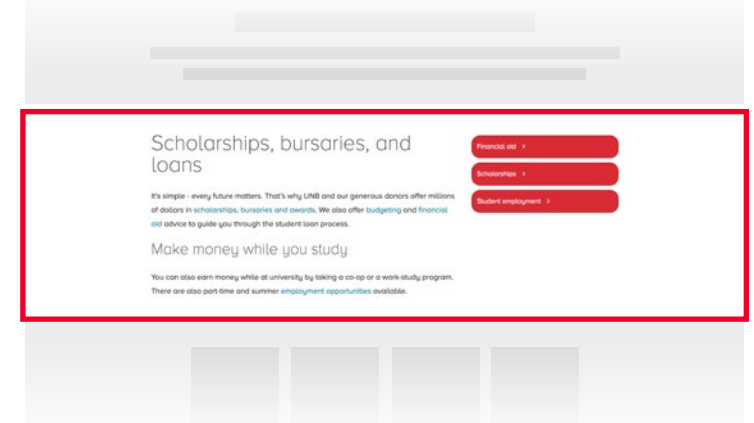 Scholarships, bursaries, and
loans
It's simple - every future matters. That's why UNB and our generous donors offer millions
of dollars in scholarships, bursaries and awards. We also offer budgeting and financial
aid advice to guide you through the student loan process.
Make money while you study
You can also earn money while at university by taking a co-op or a work-study program.
There are also part-time and summer employment opportunities available.
Financial aid >
Scholarships >
Student employment >